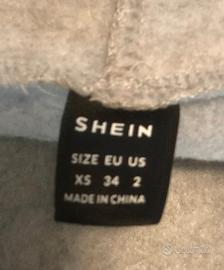 SHEIN
SIZE EU US
XS 34 2
MADE IN CHINA